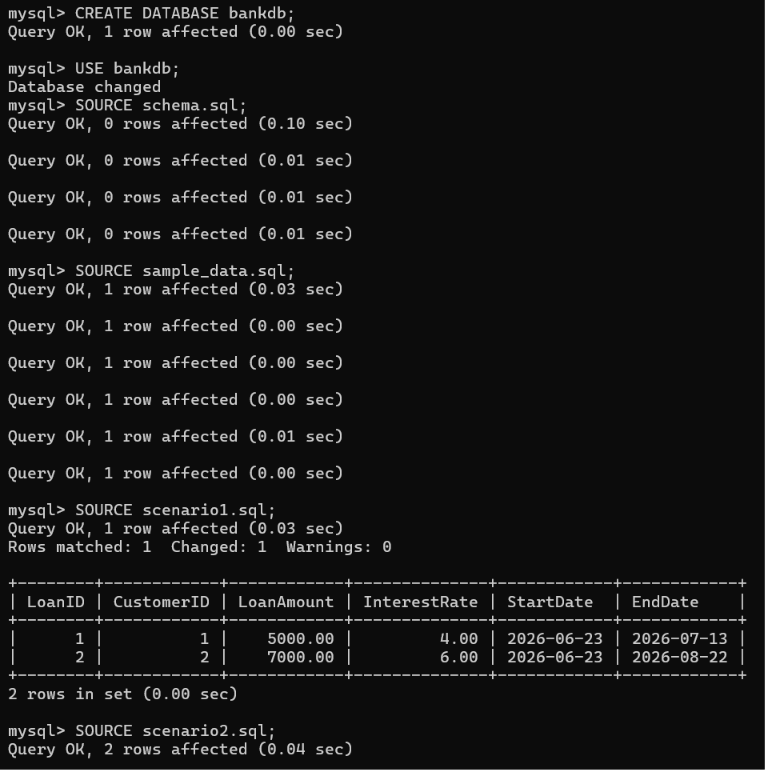 mysql> CREATE DATABASE bankdb;
Query OK, 1 row affected (0.00 sec)
mysql> USE bankdb;
Database changed
mysql> SOURCE schema.sql;
Query OK, 0 rows affected (0.10 sec)
Query OK, 0 rows affected (0.01 sec)
Query OK, 0 rows affected (0.01 sec)
Query OK, 0 rows affected (0.01 sec)
mysql> SOURCE sample_data.sql;
Query OK, 1 row affected (0.03 sec)
Query OK, 1 row affected (0.00 sec)
Query OK, 1 row affected (0.00 sec)
Query OK, 1 row affected (0.00 sec)
Query OK, 1 row affected (0.01 sec)
Query OK, 1 row affected (0.00 sec)
mysql> SOURCE scenario1.sql;
Query OK, 1 row affected (0.03 sec)
Rows matched: 1  Changed: 1  Warnings: 0
+--------+------------+------------+--------------+------------+------------+
| LoanID | CustomerID | LoanAmount | InterestRate | StartDate  | EndDate    |
+--------+------------+------------+--------------+------------+------------+
|      1 |          1 |    5000.00 |         4.00 | 2026-06-23 | 2026-07-13 |
|      2 |          2 |    7000.00 |         6.00 | 2026-06-23 | 2026-08-22 |
+--------+------------+------------+--------------+------------+------------+
2 rows in set (0.00 sec)
mysql> SOURCE scenario2.sql;
Query OK, 2 rows affected (0.04 sec)